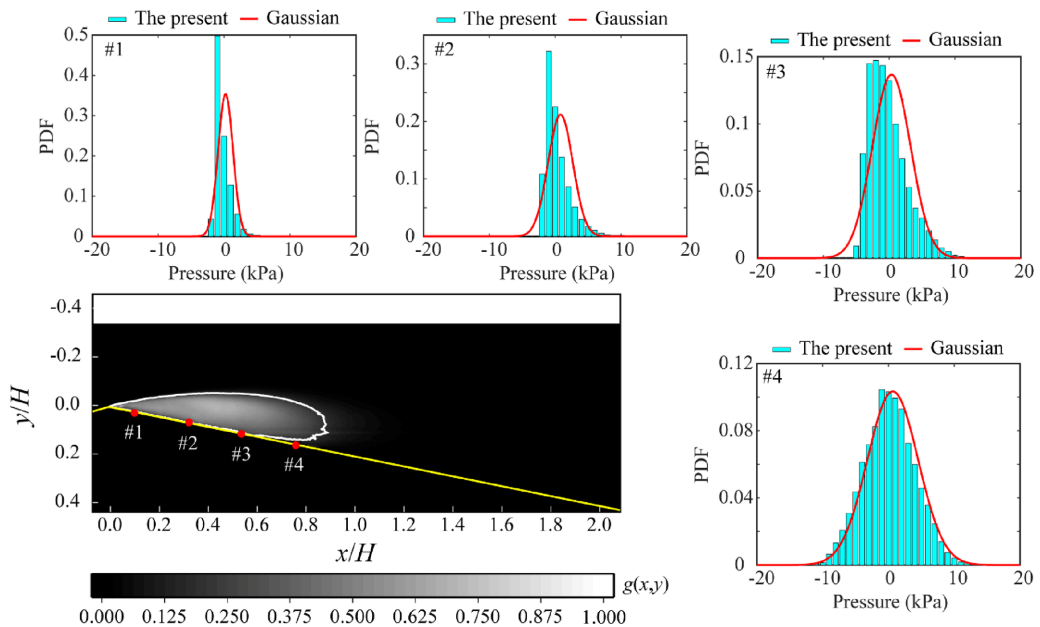 The present Gaussian
#1
PDF
0.5
0.4
0.3
0.2
0.1
0
-20 -10 0 10 20
Pressure (kPa)
The present Gaussian
#2
PDF
0.4
0.3
0.2
0.1
0
-20 -10 0 10 20
Pressure (kPa)
The present Gaussian
#3
PDF
0.15
0.10
0.05
0
-20 -10 0 10 20
Pressure (kPa)
y/H
-0.4
-0.2
0.0
0.2
0.4
#1
#2
#3
#4
0.0 0.2 0.4 0.6 0.8 1.0 1.2 1.4 1.6 1.8 2.0
x/H
g(x,y)
-0.000 0.125 0.250 0.375 0.500 0.625 0.750 0.875 1.000
The present Gaussian
#4
PDF
0.12
0.08
0.04
0
-20 -10 0 10 20
Pressure (kPa)